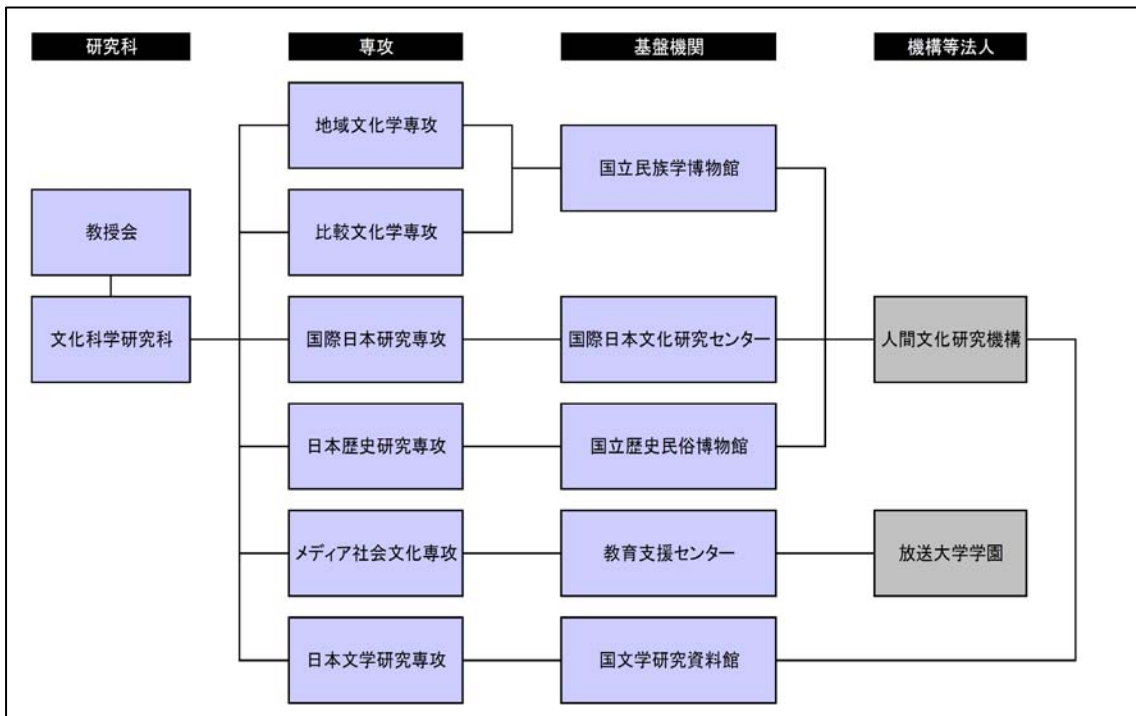 研究科
専攻
基盤機関
機構等法人
地域文化学専攻
国立民族学博物館
教授会
比較文化学専攻
文化科学研究科
国際日本研究専攻
国際日本文化研究センター
人間文化研究機構
日本歴史研究専攻
国立歴史民俗博物館
メディア社会文化専攻
教育支援センター
放送大学学園
日本文学研究専攻
国文学研究資料館